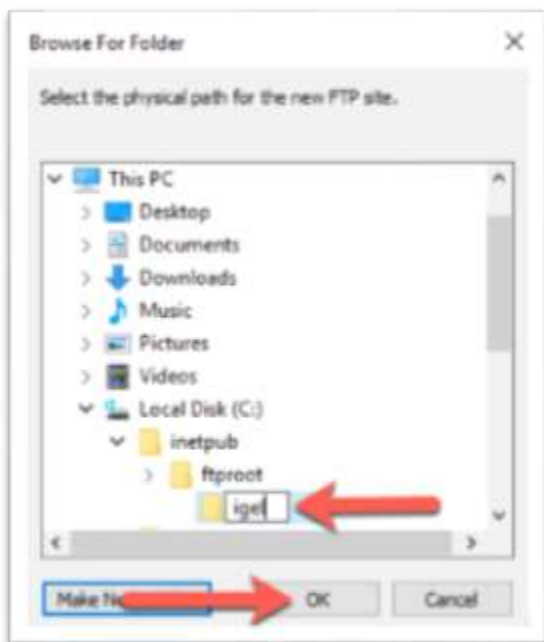 Browse For Folder
Select the physical path for the new FTP site.
This PC
Desktop
Documents
Downloads
Music
Pictures
Videos
Local Disk (C:)
inetpub
ftproot
igel
Make OK Cancel